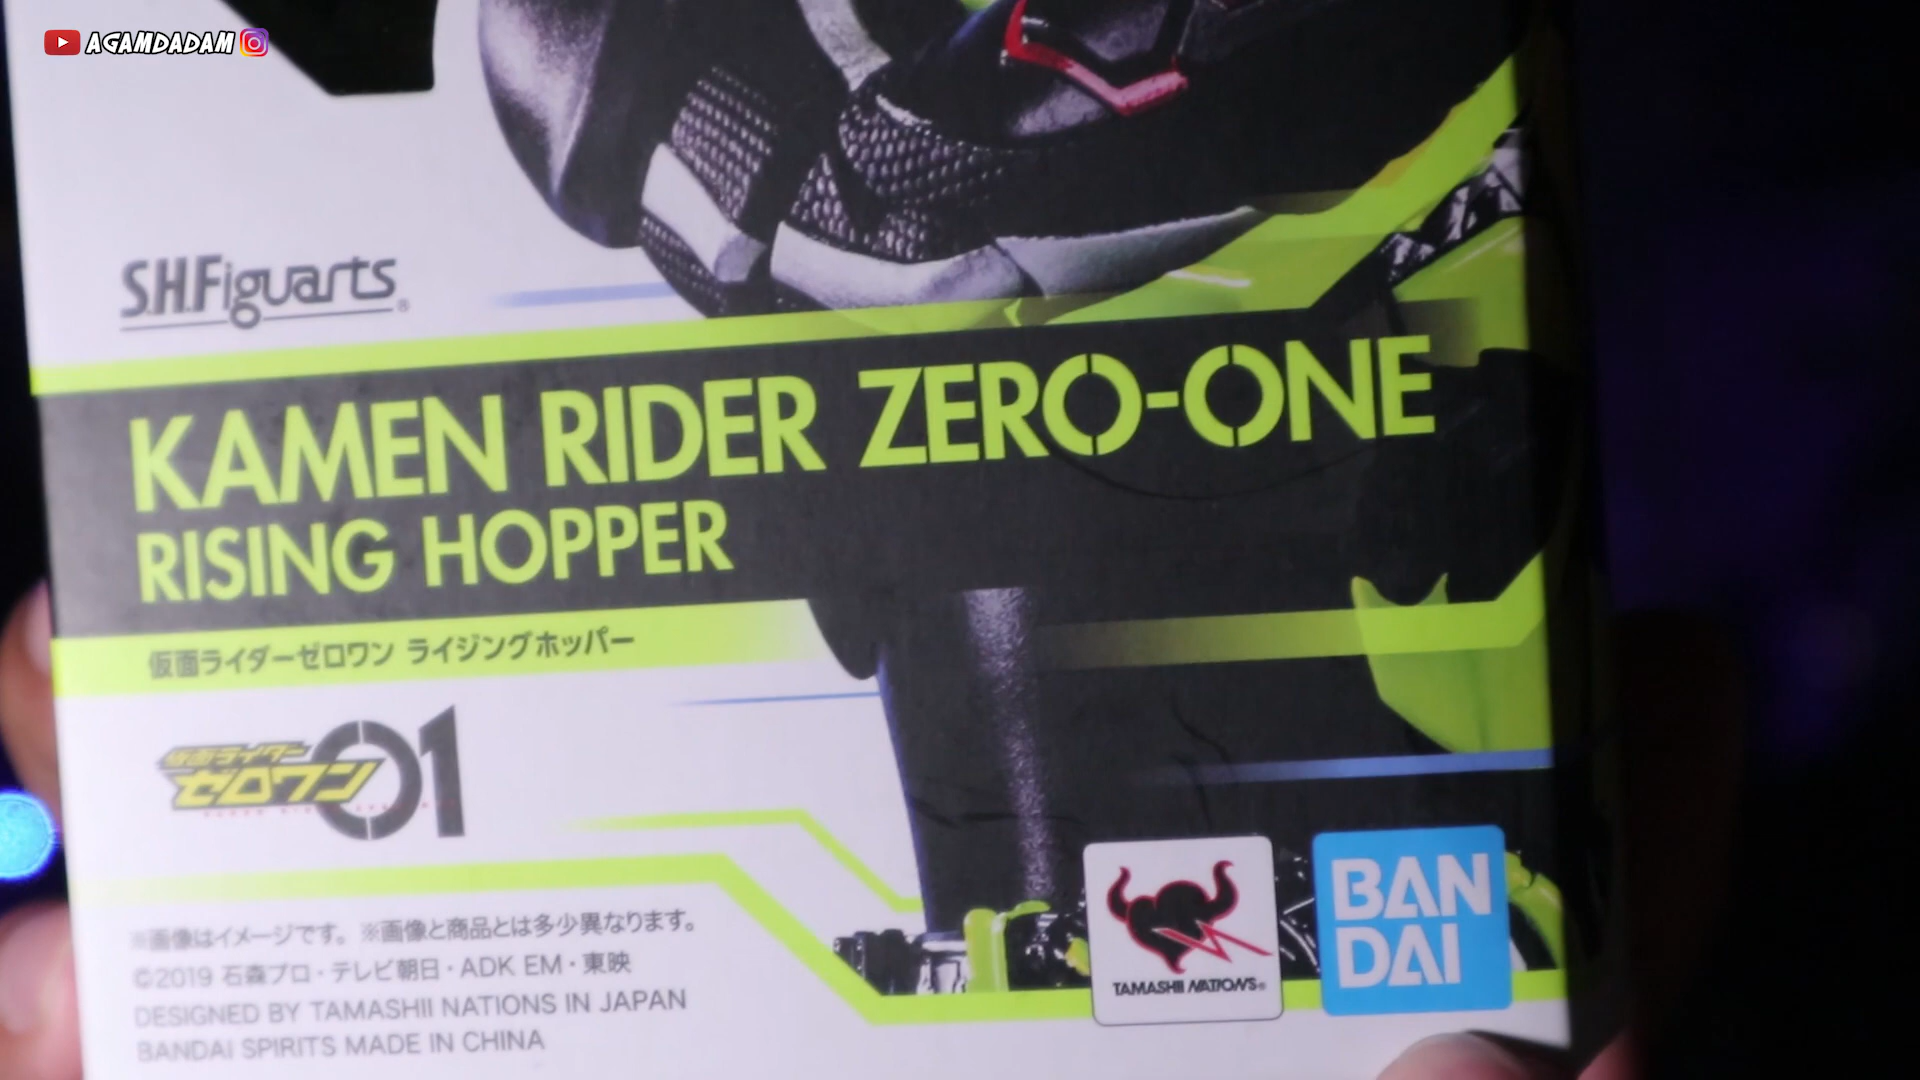 AGAMDADAM
S.H.Figuarts®
KAMEN RIDER ZERO-ONE
RISING HOPPER
仮面ライダーゼロワン ライジングホッパー
仮面ライダー
ゼロワン 01
※画像はイメージです。※画像と商品とは多少異なります。
©2019 石森プロ・テレビ朝日・ADK EM・東映
DESIGNED BY TAMASHII NATIONS IN JAPAN
BANDAI SPIRITS MADE IN CHINA
TAMASHII NATIONS®
BAN
DAI